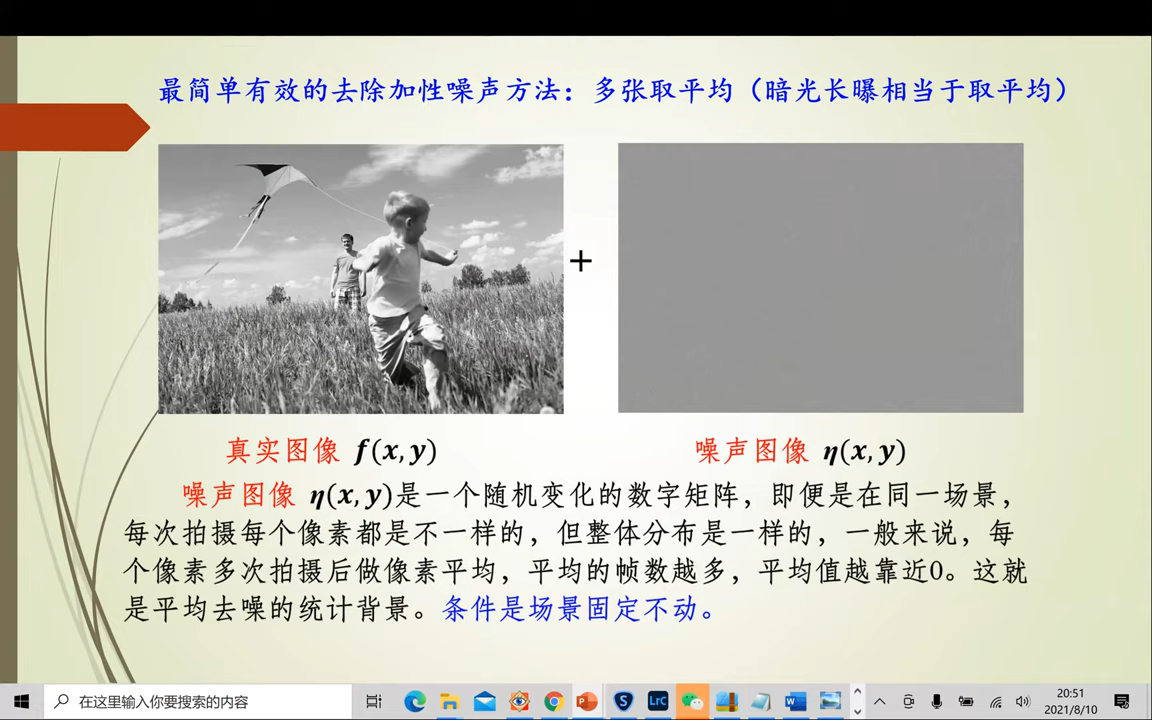 最简单有效的去除加性噪声方法：多张取平均（暗光长曝相当于取平均）
+
真实图像 f(x,y)
噪声图像 η(x,y)
噪声图像 η(x,y)是一个随机变化的数字矩阵，即便是在同一场景，
每次拍摄每个像素都是不一样的，但整体分布是一样的，一般来说，每
个像素多次拍摄后做像素平均，平均的帧数越多，平均值越靠近0。这就
是平均去噪的统计背景。条件是场景固定不动。
在这里输入你要搜索的内容
S
LrC
P
W
20:51
2021/8/10